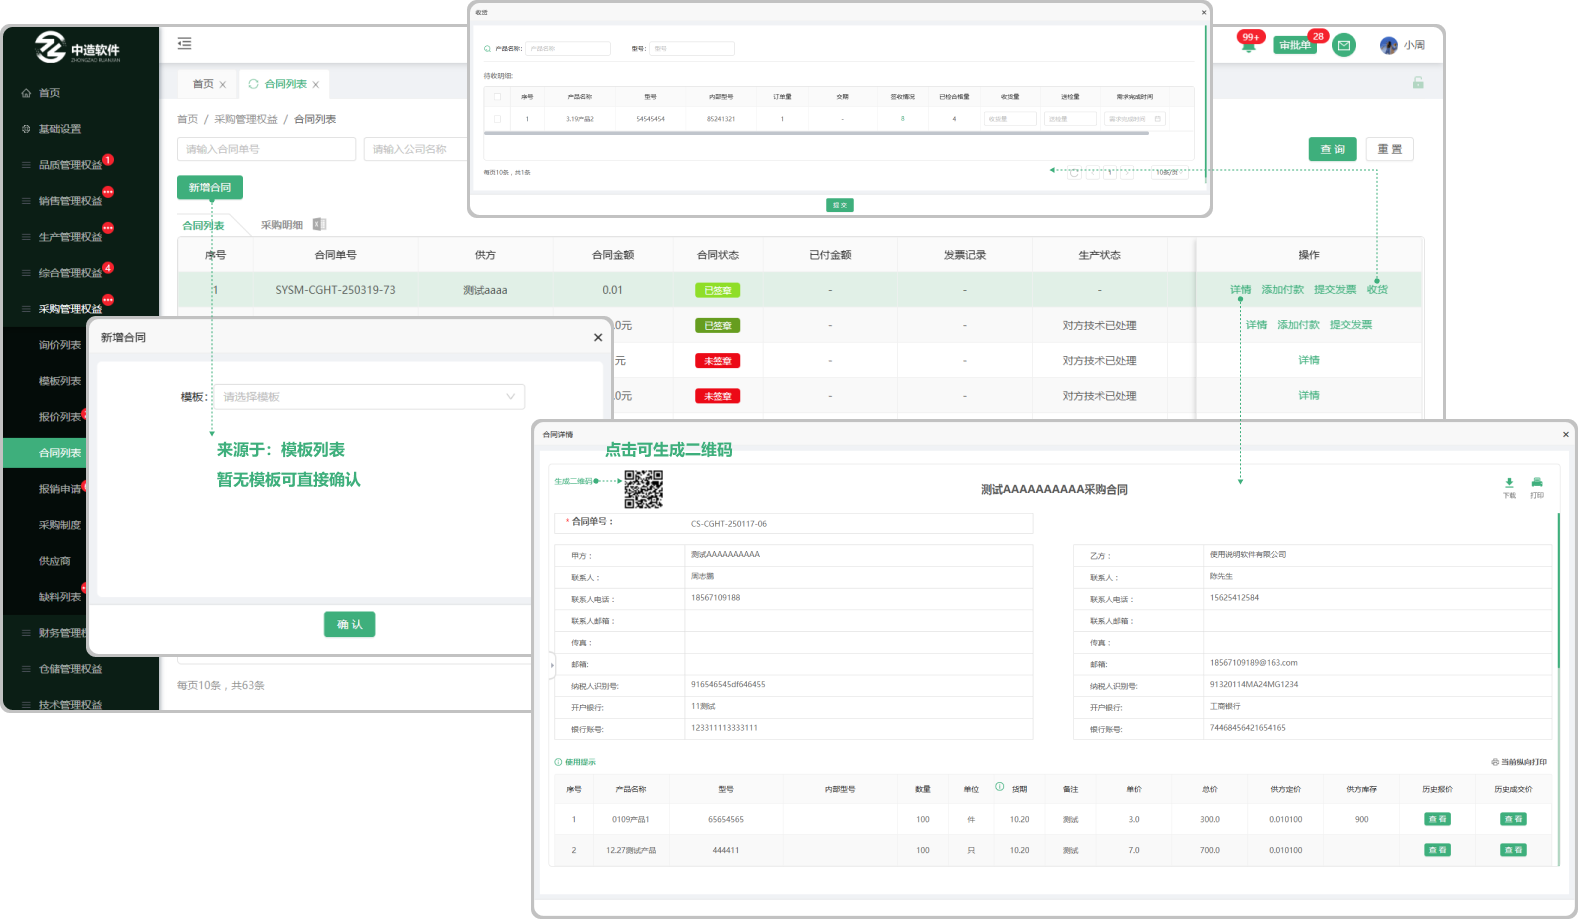 收货
产品名称:
产品名称
型号:
型号
待收明细:
序号 产品名称 型号 内部型号 订单量 交期 签收情况 已检合格量 收货量 送检量 需求完成时间
1 3.19产品2 54545454 85241321 1 - 8 4 收货量 送检量 需求完成时间
每页10条，共1条
1
10条/页
提 交
中造软件
ZHONGZAO RUANJIAN
99+
审批单
28
小周
首页
基础设置
品质管理权益
1
销售管理权益
生产管理权益
综合管理权益
4
采购管理权益
询价列表
模板列表
报价列表
合同列表
报销申请
采购制度
供应商
缺料列表
财务管理权
仓储管理权益
技术管理权益
首页 ×
合同列表 ×
首页 / 采购管理权益 / 合同列表
请输入合同单号
请输入公司名称
查 询
重 置
新增合同
合同列表
采购明细
序号 合同单号 供方 合同金额 合同状态 已付金额 发票记录 生产状态 操作
1 SYSM-CGHT-250319-73 测试aaaa 0.01 已签章 - - - 详情 添加付款 提交发票 收货
.0元 已签章 - - 对方技术已处理 详情 添加付款 提交发票
元 未签章 - - 对方技术已处理 详情
.0元 未签章 - - 对方技术已处理 详情
每页10条，共63条
新增合同
模板：
请选择模板
来源于：模板列表
暂无模板可直接确认
确 认
合同详情
点击可生成二维码
生成二维码
测试AAAAAAAAAA采购合同
下载
打印
* 合同单号：
CS-CGHT-250117-06
甲方： 测试AAAAAAAAAA
联系人： 周志鹏
联系人电话： 18567109188
联系人邮箱：
传真：
邮箱:
纳税人识别号: 916546545df646455
开户银行: 11测试
银行账号: 123311113333111
乙方： 使用说明软件有限公司
联系人： 陈先生
联系人电话： 15625412584
联系人邮箱：
传真：
邮箱: 18567109189@163.com
纳税人识别号: 91320114MA24MG1234
开户银行: 工商银行
银行账号: 74468456421654165
使用提示
当前纵向打印
序号 产品名称 型号 内部型号 数量 单位 货期 备注 单价 总价 供方定价 供方库存 历史报价 历史成交价
1 0109产品1 65654565 100 件 10.20 测试 3.0 300.0 0.010100 900 查 看 查 看
2 12.27测试产品 444411 100 只 10.20 测试 7.0 700.0 0.010100 查 看 查 看